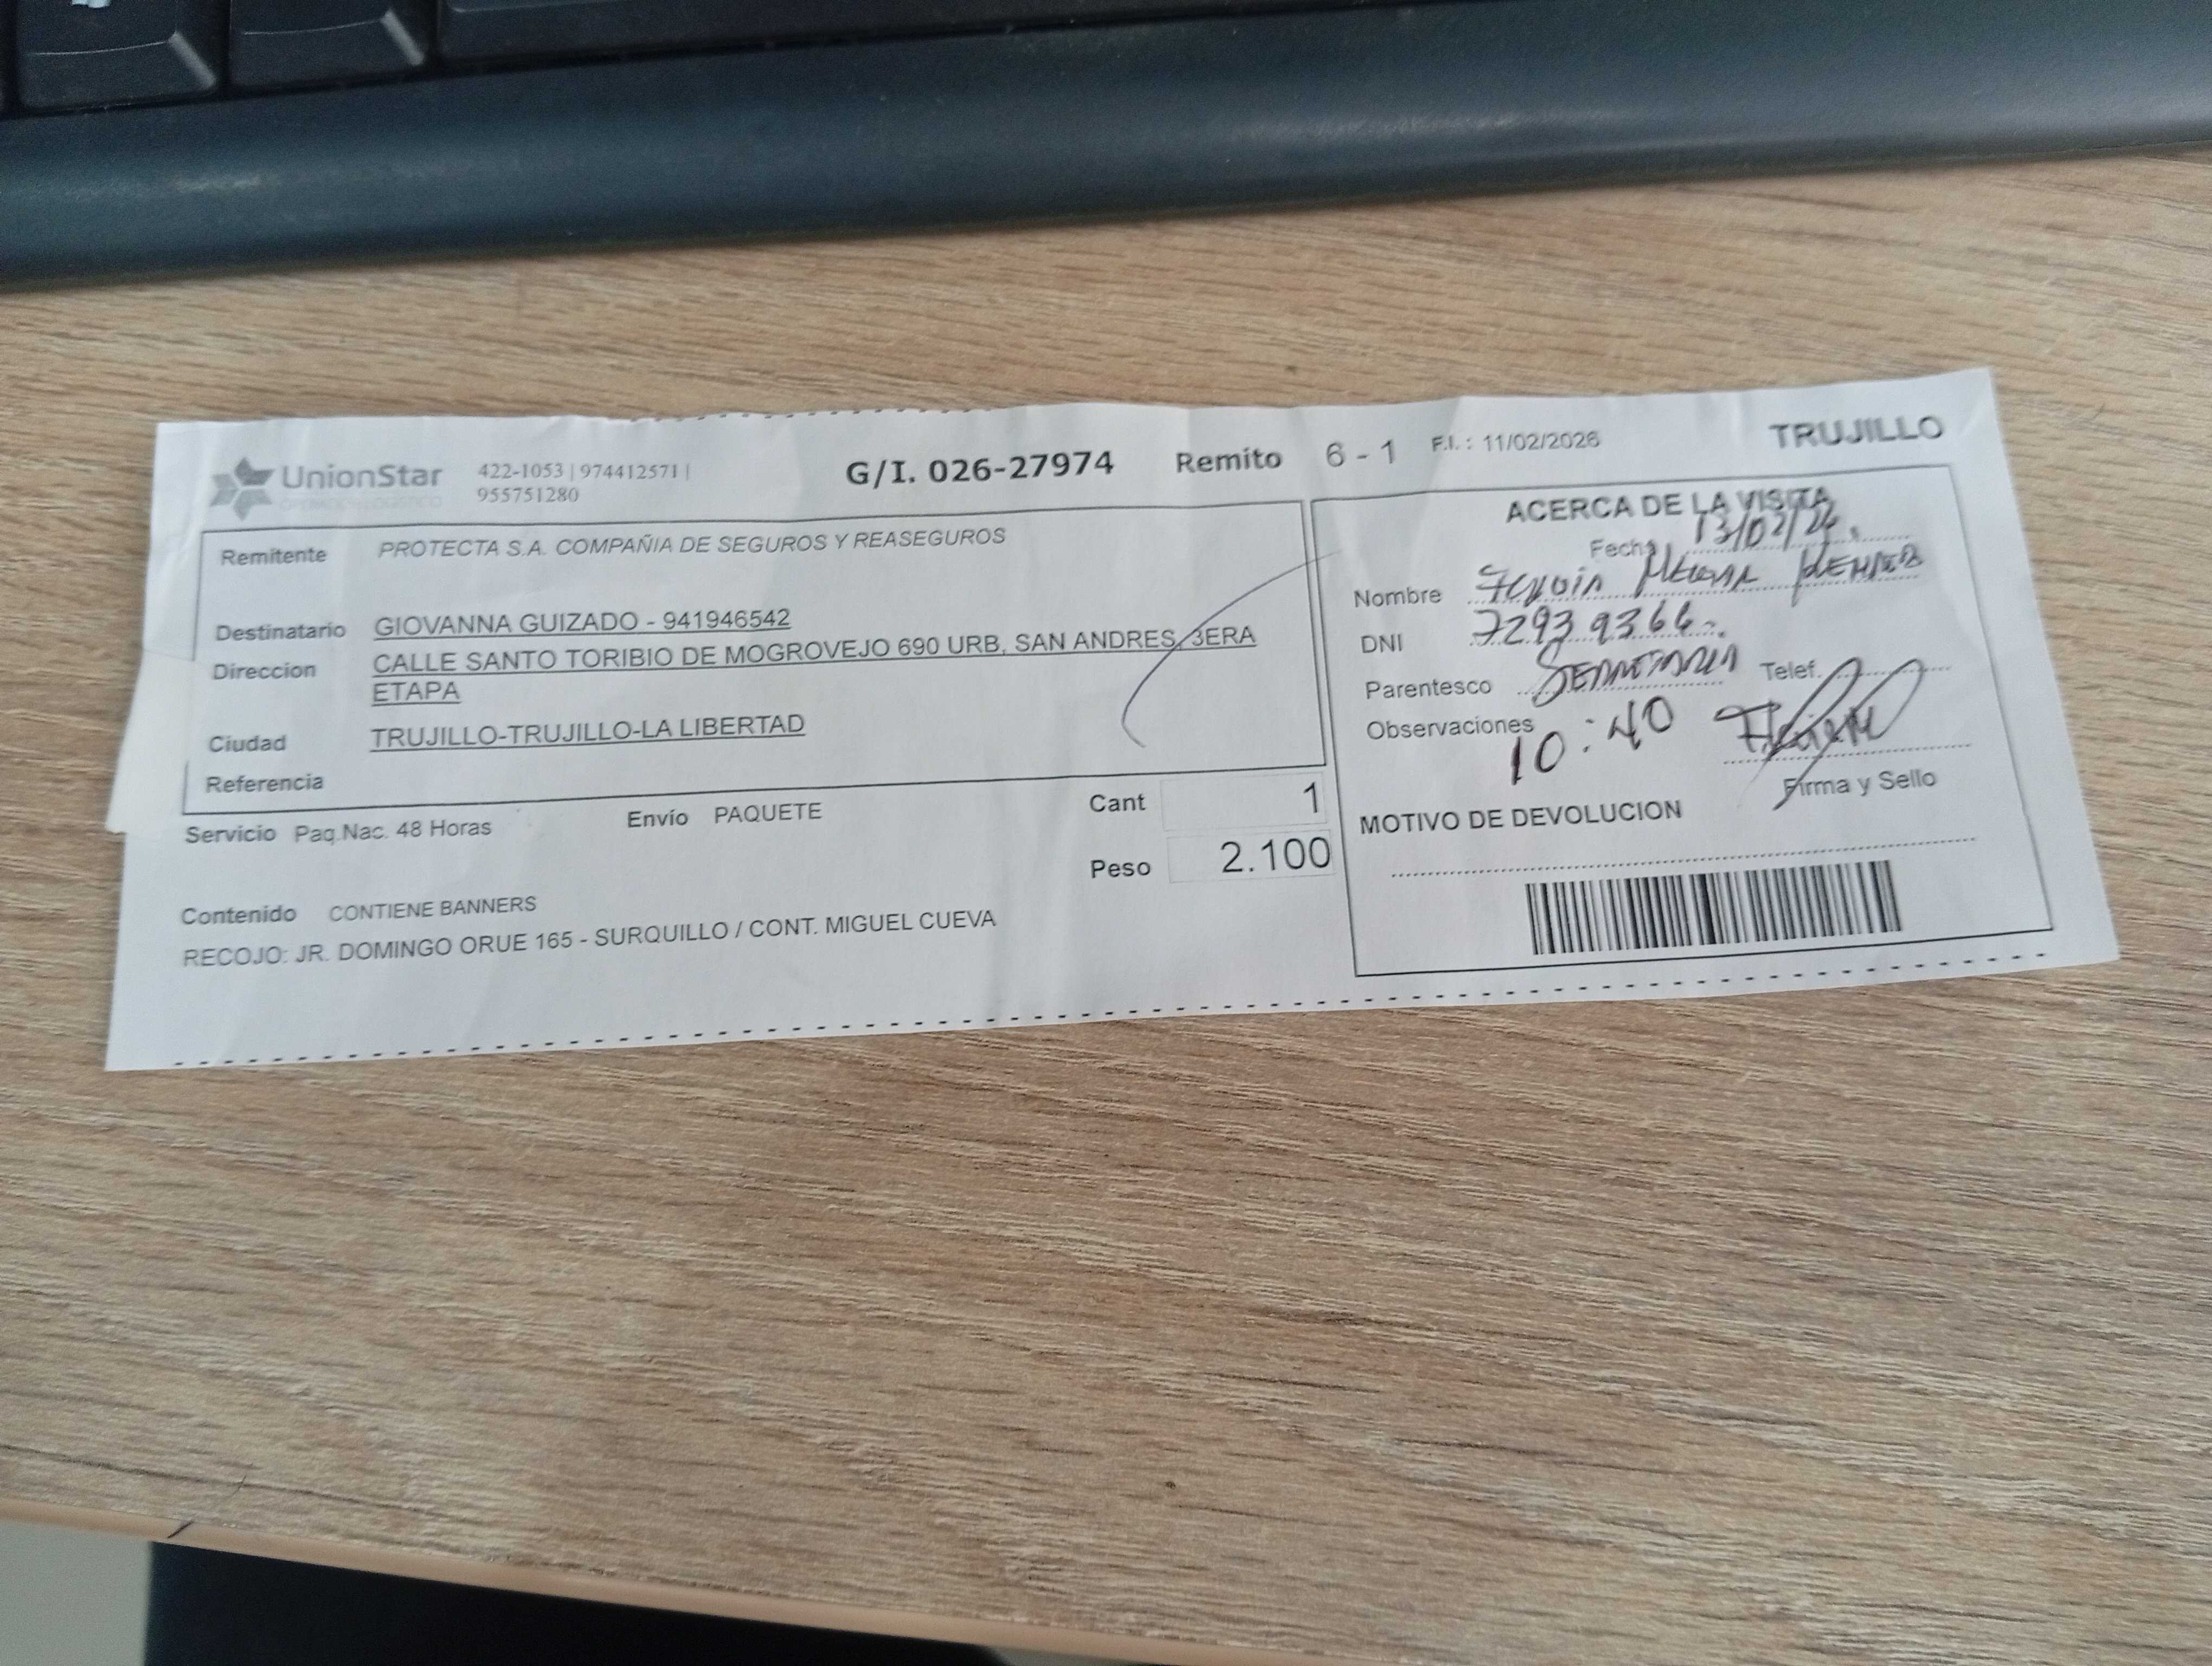 UnionStar
OPERADOR LOGISTICO
422-1053 | 974412571 |
955751280
G/I. 026-27974
Remito 6 - 1
F.I. : 11/02/2026
TRUJILLO
Remitente PROTECTA S.A. COMPAÑIA DE SEGUROS Y REASEGUROS
Destinatario GIOVANNA GUIZADO - 941946542
Direccion CALLE SANTO TORIBIO DE MOGROVEJO 690 URB, SAN ANDRES, 3ERA
ETAPA
Ciudad TRUJILLO-TRUJILLO-LA LIBERTAD
Referencia
Servicio Paq.Nac. 48 Horas
Envío PAQUETE
Cant 1
Peso 2.100
Contenido CONTIENE BANNERS
RECOJO: JR. DOMINGO ORUE 165 - SURQUILLO / CONT. MIGUEL CUEVA
ACERCA DE LA VISITA
Fecha 13/02/26.
Nombre
DNI 72939366
Parentesco SECRETARIA Telef.
Observaciones 10:40
Firma y Sello
MOTIVO DE DEVOLUCION